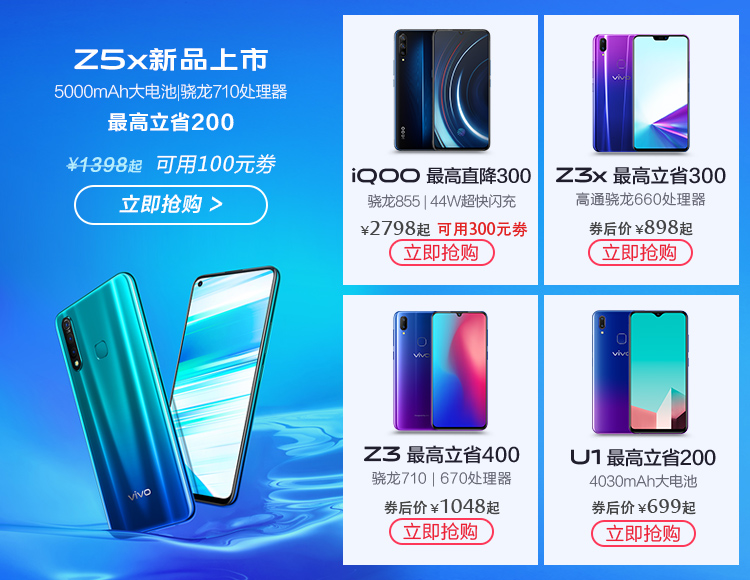 Z5x新品上市
5000mAh大电池|骁龙710处理器
最高立省200
¥1398起 可用100元券
立即抢购 >
vivo
iQOO
iQOO 最高直降300
骁龙855 | 44W超快闪充
¥2798起 可用300元券
立即抢购
vivo
Z3x 最高立省300
高通骁龙660处理器
券后价 ¥898起
立即抢购
vivo
Z3 最高立省400
骁龙710 | 670处理器
券后价 ¥1048起
立即抢购
vivo
U1 最高立省200
4030mAh大电池
券后价 ¥699起
立即抢购